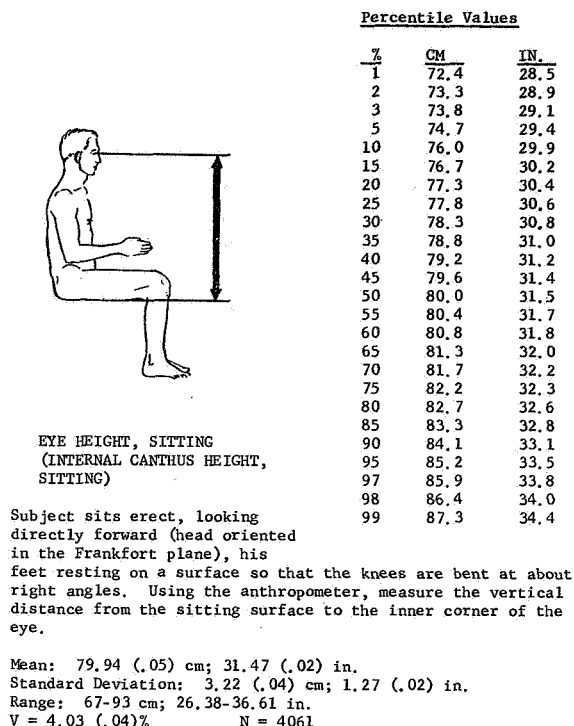 Percentile Values
% CM IN.
1 72.4 28.5
2 73.3 28.9
3 73.8 29.1
5 74.7 29.4
10 76.0 29.9
15 76.7 30.2
20 77.3 30.4
25 77.8 30.6
30 78.3 30.8
35 78.8 31.0
40 79.2 31.2
45 79.6 31.4
50 80.0 31.5
55 80.4 31.7
60 80.8 31.8
65 81.3 32.0
70 81.7 32.2
75 82.2 32.3
80 82.7 32.6
85 83.3 32.8
90 84.1 33.1
95 85.2 33.5
97 85.9 33.8
98 86.4 34.0
99 87.3 34.4
EYE HEIGHT, SITTING
(INTERNAL CANTHUS HEIGHT,
SITTING)
Subject sits erect, looking
directly forward (head oriented
in the Frankfort plane), his
feet resting on a surface so that the knees are bent at about
right angles. Using the anthropometer, measure the vertical
distance from the sitting surface to the inner corner of the
eye.
Mean: 79.94 (.05) cm; 31.47 (.02) in.
Standard Deviation: 3.22 (.04) cm; 1.27 (.02) in.
Range: 67-93 cm; 26.38-36.61 in.
V = 4.03 (.04)% N = 4061